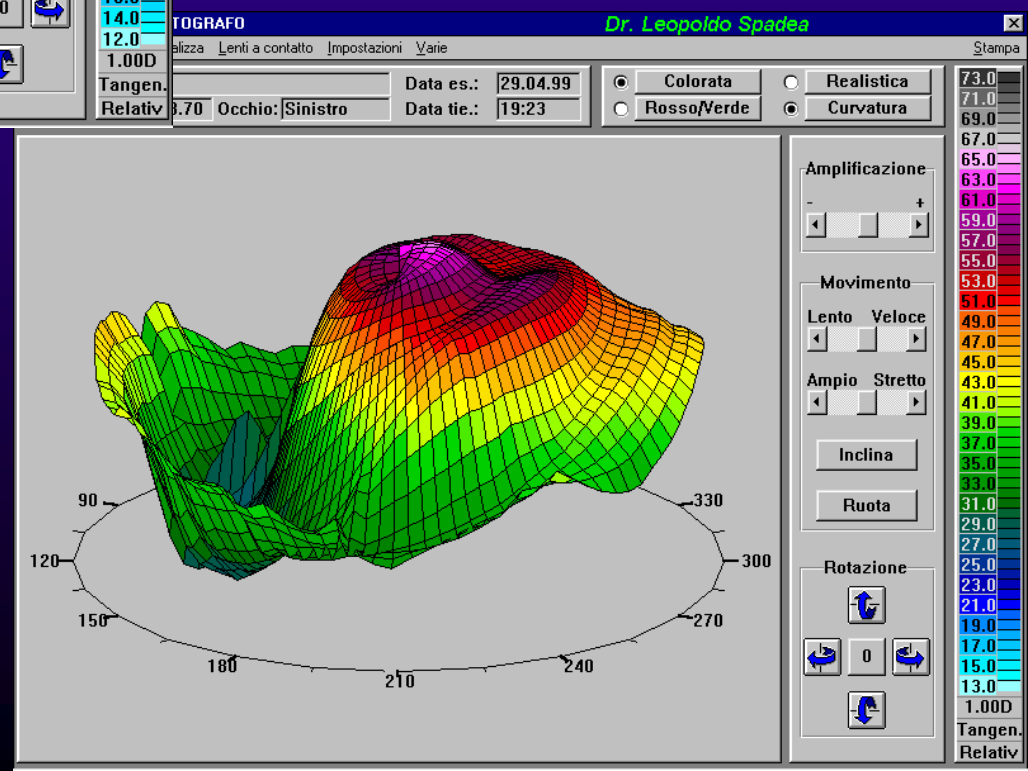 0
16.0
14.0
12.0
1.00D
Tangen.
Relativ
TOGRAFO
Dr. Leopoldo Spadea
alizza Lenti a contatto Impostazioni Varie
Stampa
Data es.: 29.04.99
.70 Occhio: Sinistro
Data tie.: 19:23
Colorata
Realistica
Rosso/Verde
Curvatura
Amplificazione
- +
Movimento
Lento Veloce
Ampio Stretto
Inclina
Ruota
Rotazione
0
90
120
150
180
210
240
270
300
330
73.0
71.0
69.0
67.0
65.0
63.0
61.0
59.0
57.0
55.0
53.0
51.0
49.0
47.0
45.0
43.0
41.0
39.0
37.0
35.0
33.0
31.0
29.0
27.0
25.0
23.0
21.0
19.0
17.0
15.0
13.0
1.00D
Tangen.
Relativ